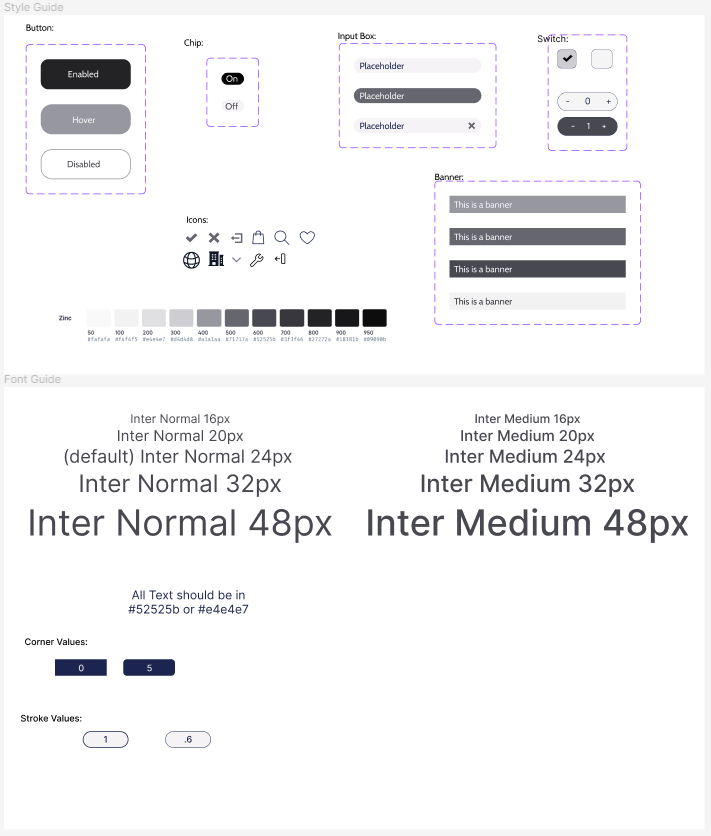 Style Guide
Button:
Enabled
Hover
Disabled
Chip:
On
Off
Input Box:
Placeholder
Placeholder
Placeholder
Switch:
- 0 +
- 1 +
Banner:
This is a banner
This is a banner
This is a banner
This is a banner
Icons:
Zinc
50 100 200 300 400 500 600 700 800 900 950
#fafafa #f4f4f5 #e4e4e7 #d4d4d8 #a1a1aa #71717a #52525b #3f3f46 #27272a #18181b #09090b
Font Guide
Inter Normal 16px
Inter Normal 20px
(default) Inter Normal 24px
Inter Normal 32px
Inter Normal 48px
Inter Medium 16px
Inter Medium 20px
Inter Medium 24px
Inter Medium 32px
Inter Medium 48px
All Text should be in
#52525b or #e4e4e7
Corner Values:
0 5
Stroke Values:
1 .6